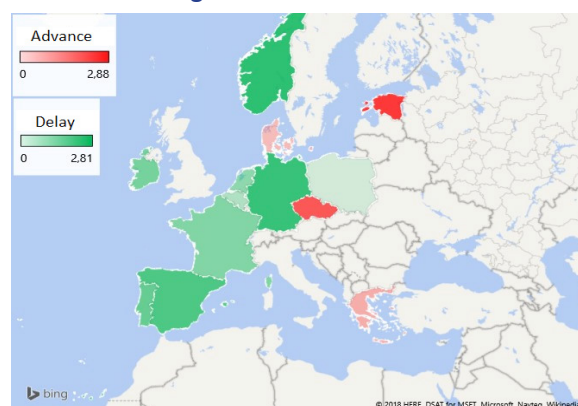 Advance
0 2,88
Delay
0 2,81
bing
© 2018 HERE, DSAT for MSFT, Microsoft, Navteq, Wikipedia